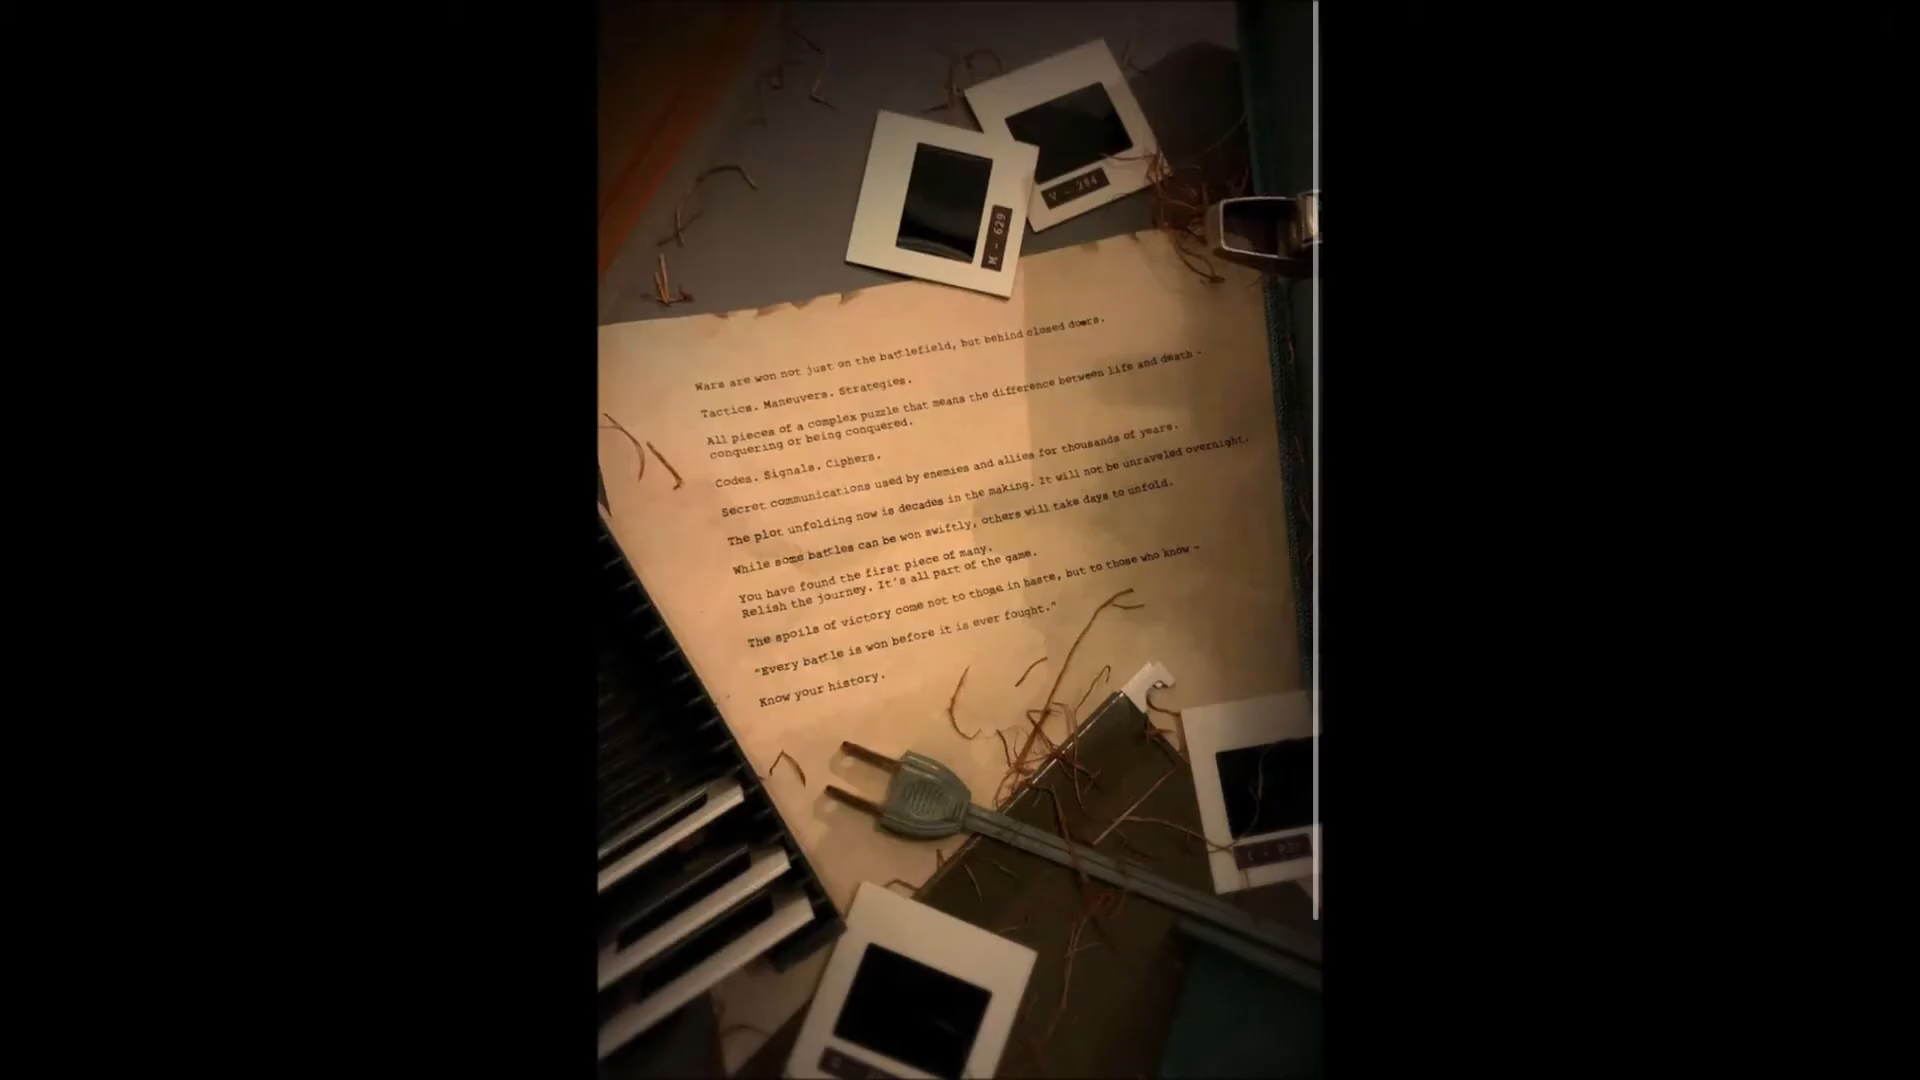 V - 284
M - 629
Wars are won not just on the battlefield, but behind closed doors.
Tactics. Maneuvers. Strategies.
All pieces of a complex puzzle that means the difference between life and death -
conquering or being conquered.
Codes. Signals. Ciphers.
Secret communications used by enemies and allies for thousands of years.
The plot unfolding now is decades in the making. It will not be unraveled overnight.
While some battles can be won swiftly, others will take days to unfold.
You have found the first piece of many.
Relish the journey. It's all part of the game.
The spoils of victory come not to those in haste, but to those who know -
"Every battle is won before it is ever fought."
Know your history.